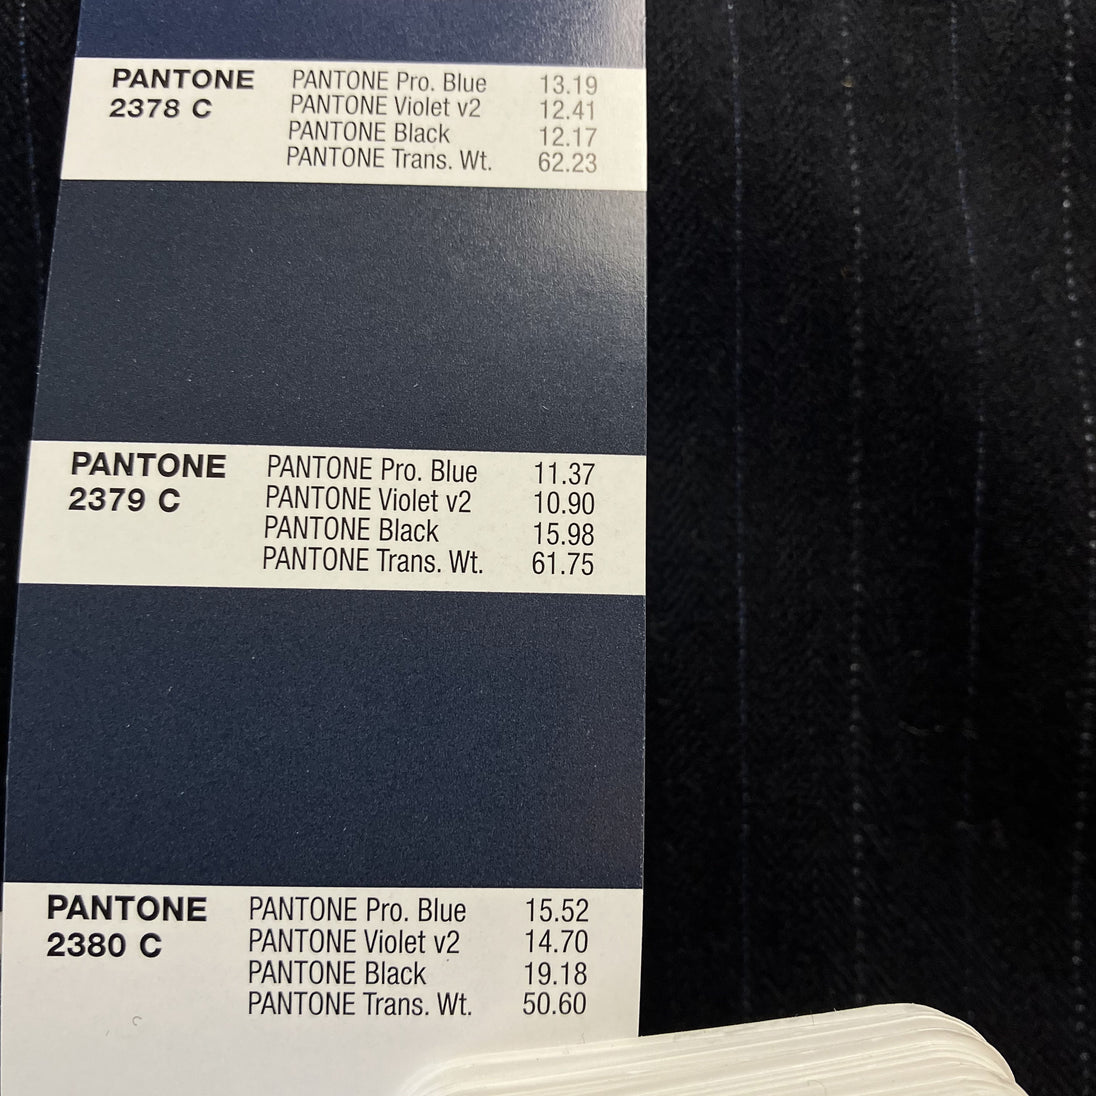 PANTONE PANTONE Pro. Blue 13.19
2378 C PANTONE Violet v2 12.41
PANTONE Black 12.17
PANTONE Trans. Wt. 62.23
PANTONE PANTONE Pro. Blue 11.37
2379 C PANTONE Violet v2 10.90
PANTONE Black 15.98
PANTONE Trans. Wt. 61.75
PANTONE PANTONE Pro. Blue 15.52
2380 C PANTONE Violet v2 14.70
PANTONE Black 19.18
PANTONE Trans. Wt. 50.60